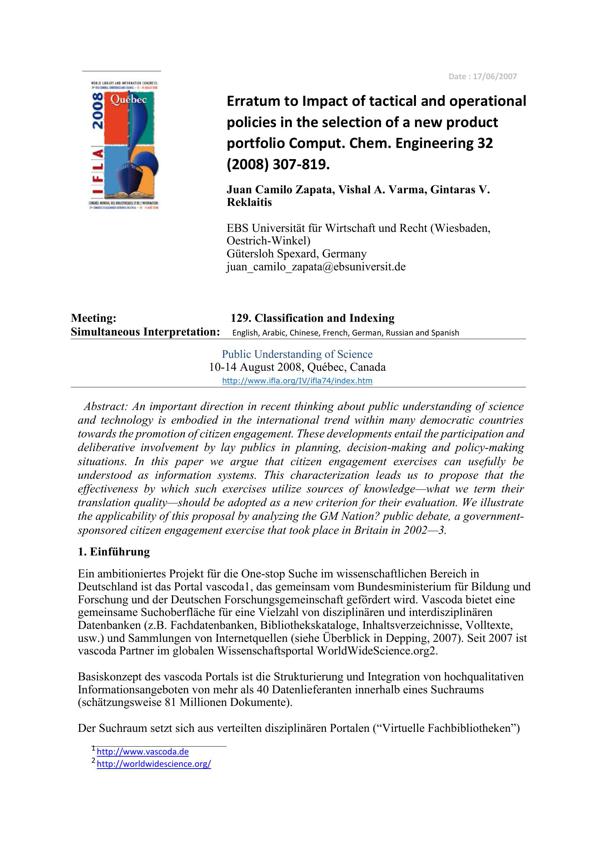 Date : 17/06/2007
WORLD LIBRARY AND INFORMATION CONGRESS:
IFLA 2008
Québec
Erratum to Impact of tactical and operational
policies in the selection of a new product
portfolio Comput. Chem. Engineering 32
(2008) 307-819.
Juan Camilo Zapata, Vishal A. Varma, Gintaras V.
Reklaitis
EBS Universität für Wirtschaft und Recht (Wiesbaden,
Oestrich-Winkel)
Gütersloh Spexard, Germany
juan_camilo_zapata@ebsuniversit.de
Meeting: 129. Classification and Indexing
Simultaneous Interpretation: English, Arabic, Chinese, French, German, Russian and Spanish
Public Understanding of Science
10-14 August 2008, Québec, Canada
http://www.ifla.org/IV/ifla74/index.htm
Abstract: An important direction in recent thinking about public understanding of science
and technology is embodied in the international trend within many democratic countries
towards the promotion of citizen engagement. These developments entail the participation and
deliberative involvement by lay publics in planning, decision-making and policy-making
situations. In this paper we argue that citizen engagement exercises can usefully be
understood as information systems. This characterization leads us to propose that the
effectiveness by which such exercises utilize sources of knowledge—what we term their
translation quality—should be adopted as a new criterion for their evaluation. We illustrate
the applicability of this proposal by analyzing the GM Nation? public debate, a government-
sponsored citizen engagement exercise that took place in Britain in 2002—3.
1. Einführung
Ein ambitioniertes Projekt für die One-stop Suche im wissenschaftlichen Bereich in
Deutschland ist das Portal vascoda1, das gemeinsam vom Bundesministerium für Bildung und
Forschung und der Deutschen Forschungsgemeinschaft gefördert wird. Vascoda bietet eine
gemeinsame Suchoberfläche für eine Vielzahl von disziplinären und interdisziplinären
Datenbanken (z.B. Fachdatenbanken, Bibliothekskataloge, Inhaltsverzeichnisse, Volltexte,
usw.) und Sammlungen von Internetquellen (siehe Überblick in Depping, 2007). Seit 2007 ist
vascoda Partner im globalen Wissenschaftsportal WorldWideScience.org2.
Basiskonzept des vascoda Portals ist die Strukturierung und Integration von hochqualitativen
Informationsangeboten von mehr als 40 Datenlieferanten innerhalb eines Suchraums
(schätzungsweise 81 Millionen Dokumente).
Der Suchraum setzt sich aus verteilten disziplinären Portalen (“Virtuelle Fachbibliotheken”)
1 http://www.vascoda.de
2 http://worldwidescience.org/